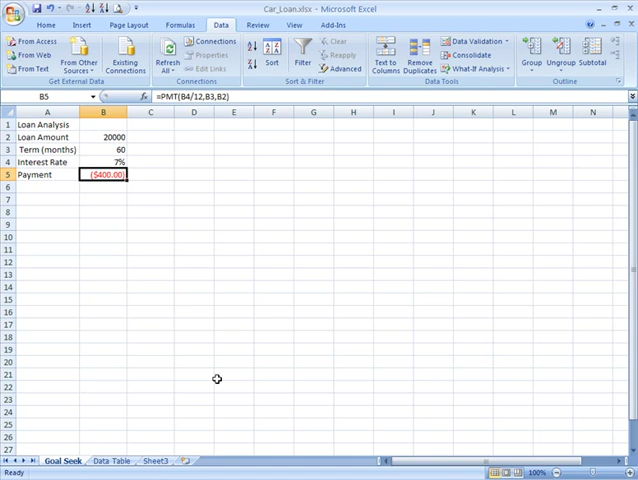 Car_Loan.xlsx - Microsoft Excel
Home Insert Page Layout Formulas Data Review View Add-Ins
From Access
From Web
From Text
From Other Sources
Existing Connections
Get External Data
Refresh All
Connections
Properties
Edit Links
Connections
Sort
Filter
Clear
Reapply
Advanced
Sort & Filter
Text to Columns
Remove Duplicates
Data Validation
Consolidate
What-If Analysis
Data Tools
Group
Ungroup
Subtotal
Outline
B5 fx =PMT(B4/12,B3,B2)
A B C D E F G H I J K L M N
1 Loan Analysis
2 Loan Amount 20000
3 Term (months) 60
4 Interest Rate 7%
5 Payment ($400.00)
6
7
8
9
10
11
12
13
14
15
16
17
18
19
20
21
22
23
24
25
26
27
Goal Seek Data Table Sheet3
Ready 100%